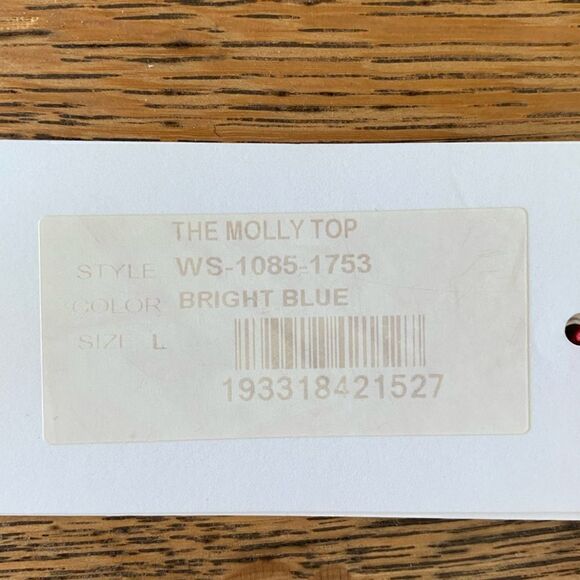 THE MOLLY TOP
STYLE WS-1085-1753
COLOR BRIGHT BLUE
SIZE L
193318421527